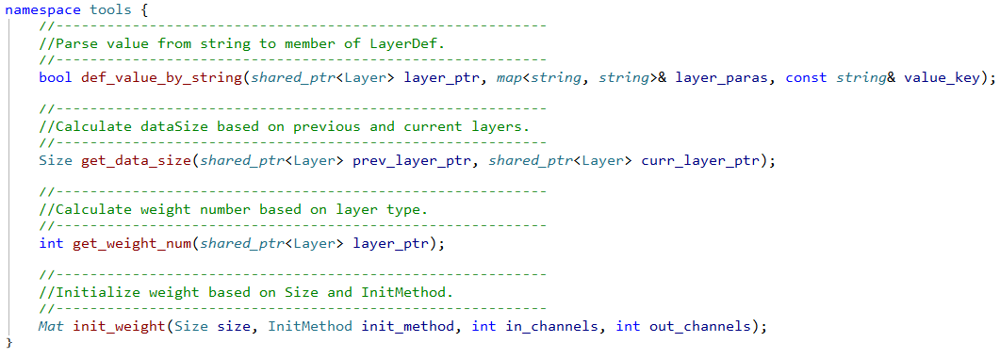 namespace tools {
//----------------------------------------------------------
//Parse value from string to member of LayerDef.
//----------------------------------------------------------
bool def_value_by_string(shared_ptr<Layer> layer_ptr, map<string, string>& layer_paras, const string& value_key);
//----------------------------------------------------------
//Calculate dataSize based on previous and current layers.
//----------------------------------------------------------
Size get_data_size(shared_ptr<Layer> prev_layer_ptr, shared_ptr<Layer> curr_layer_ptr);
//----------------------------------------------------------
//Calculate weight number based on layer type.
//----------------------------------------------------------
int get_weight_num(shared_ptr<Layer> layer_ptr);
//----------------------------------------------------------
//Initialize weight based on Size and InitMethod.
//----------------------------------------------------------
Mat init_weight(Size size, InitMethod init_method, int in_channels, int out_channels);
}